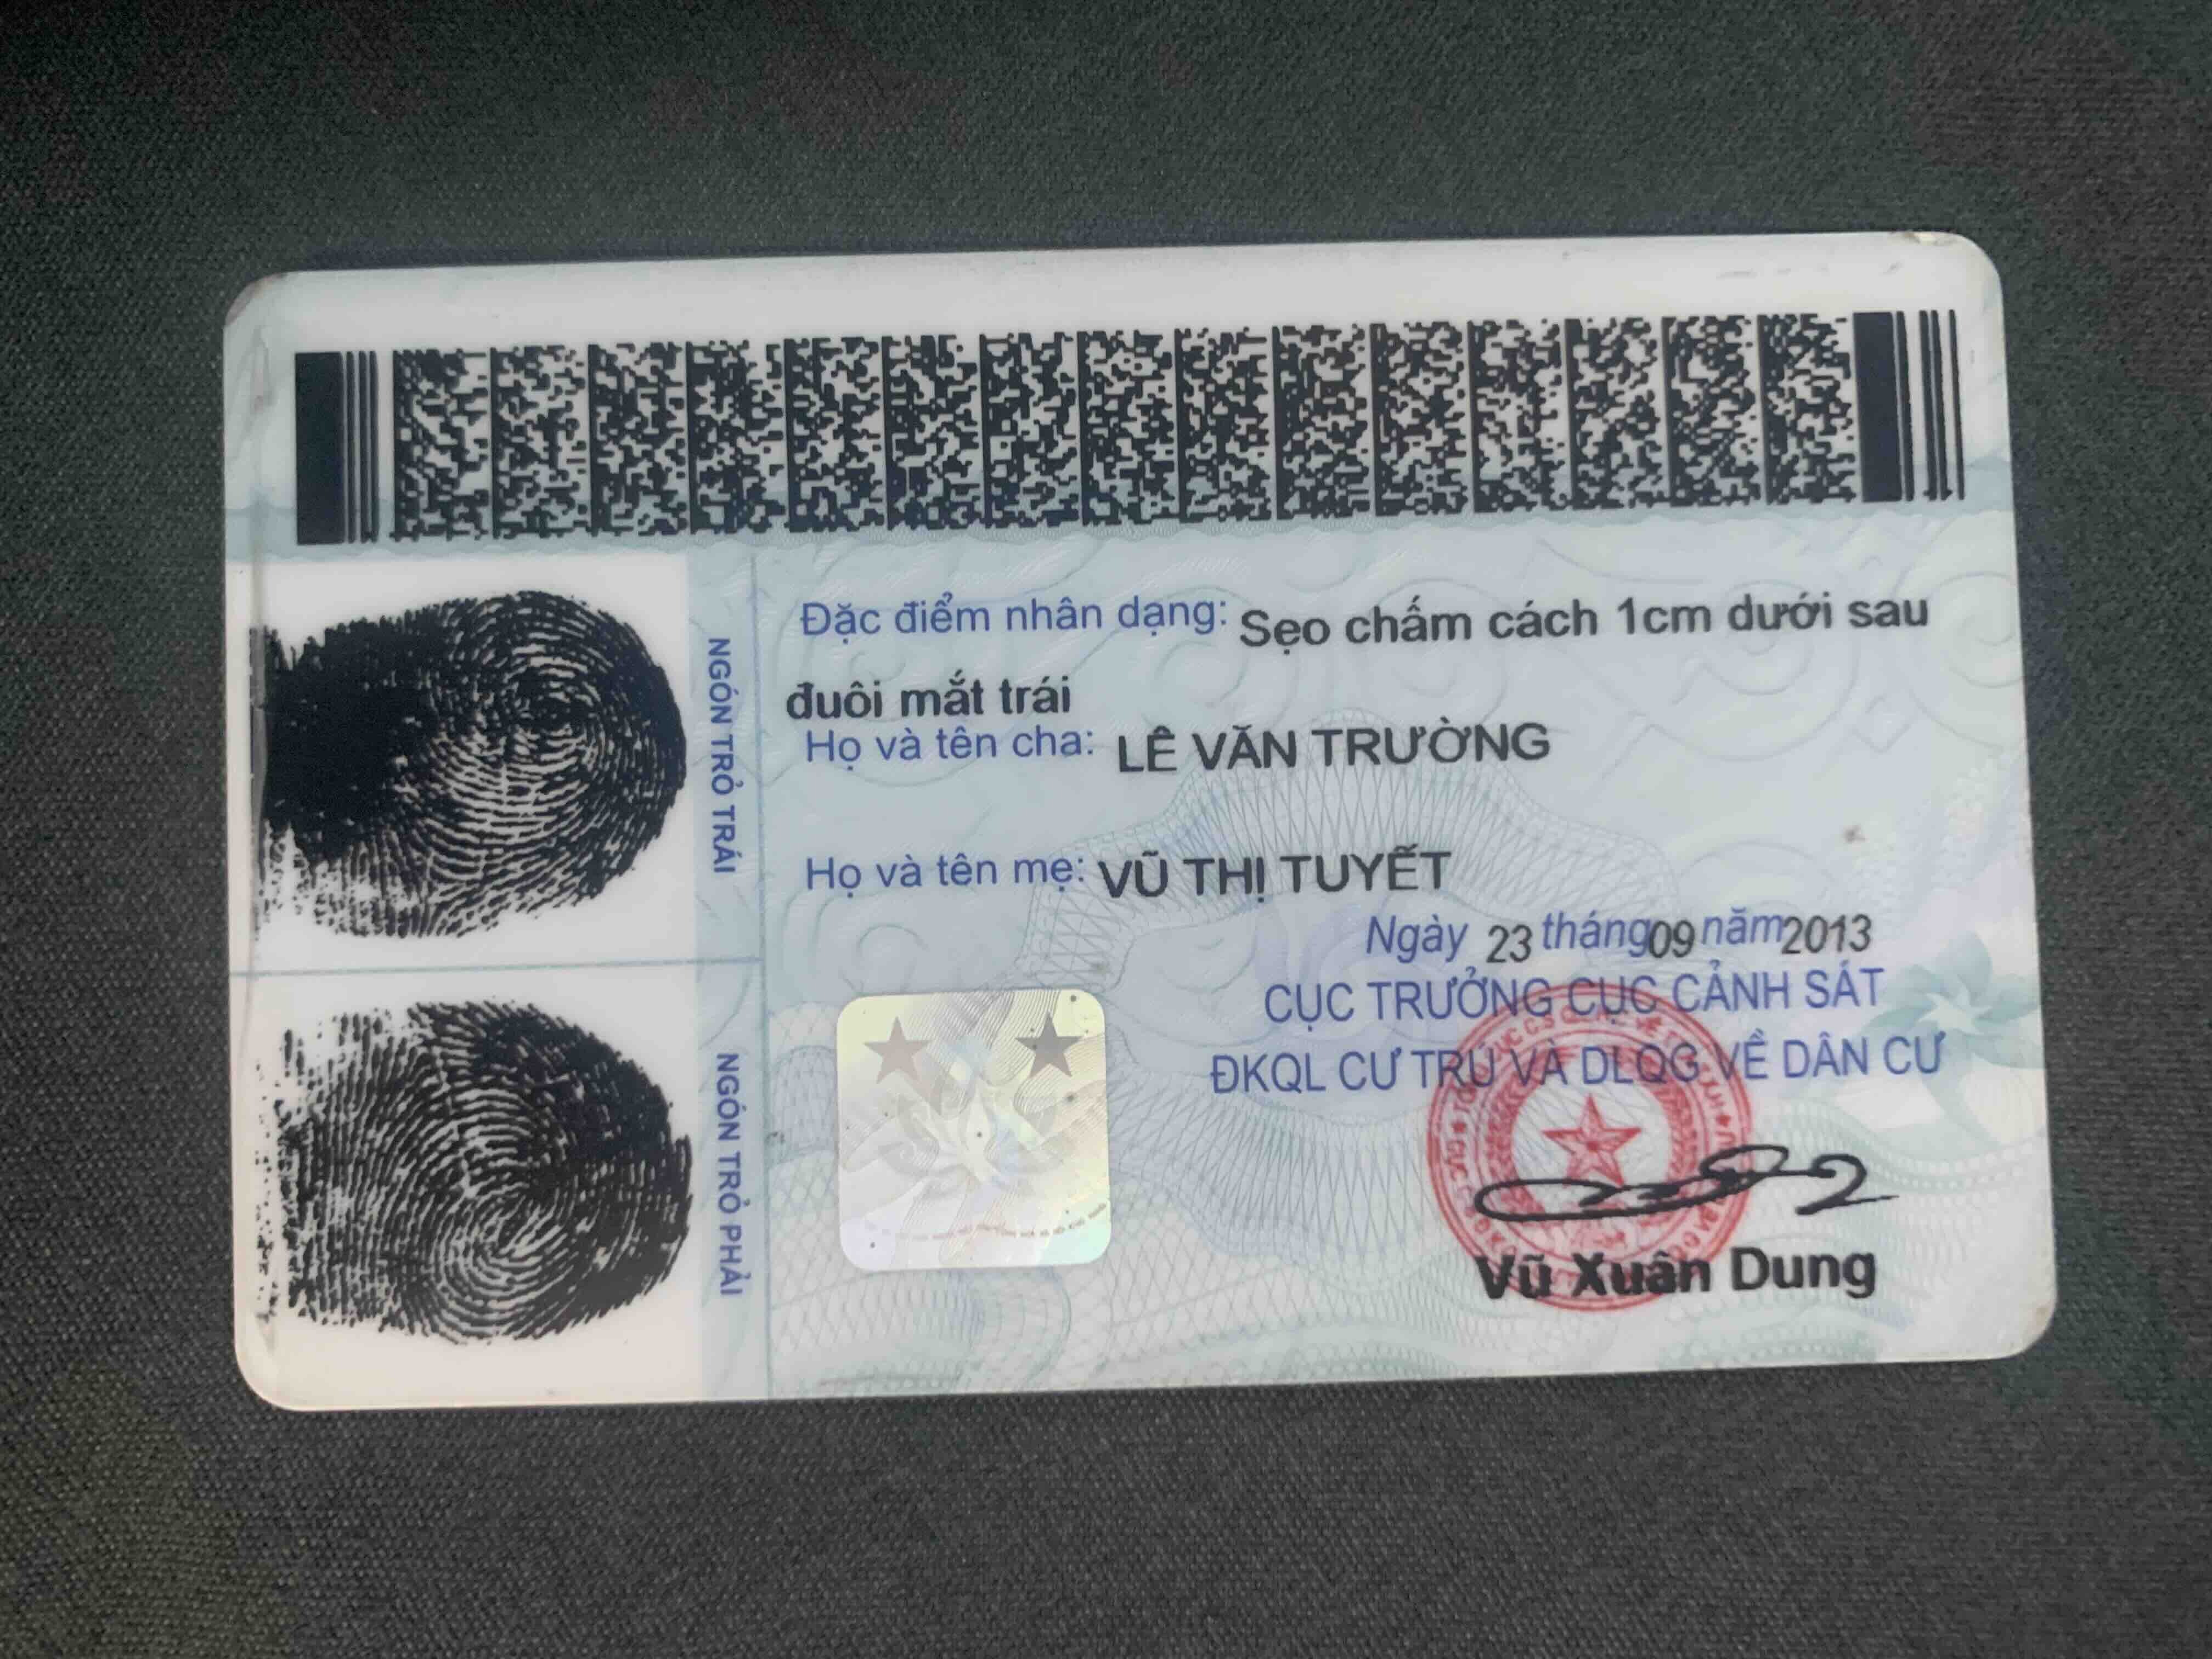 Đặc điểm nhân dạng: Sẹo chấm cách 1cm dưới sau
đuôi mắt trái
Họ và tên cha: LÊ VĂN TRƯỜNG
Họ và tên mẹ: VŨ THỊ TUYẾT
Ngày 23 tháng 09 năm 2013
CỤC TRƯỞNG CỤC CẢNH SÁT
ĐKQL CƯ TRÚ VÀ DLQG VỀ DÂN CƯ
Vũ Xuân Dung
NGÓN TRỎ TRÁI
NGÓN TRỎ PHẢI